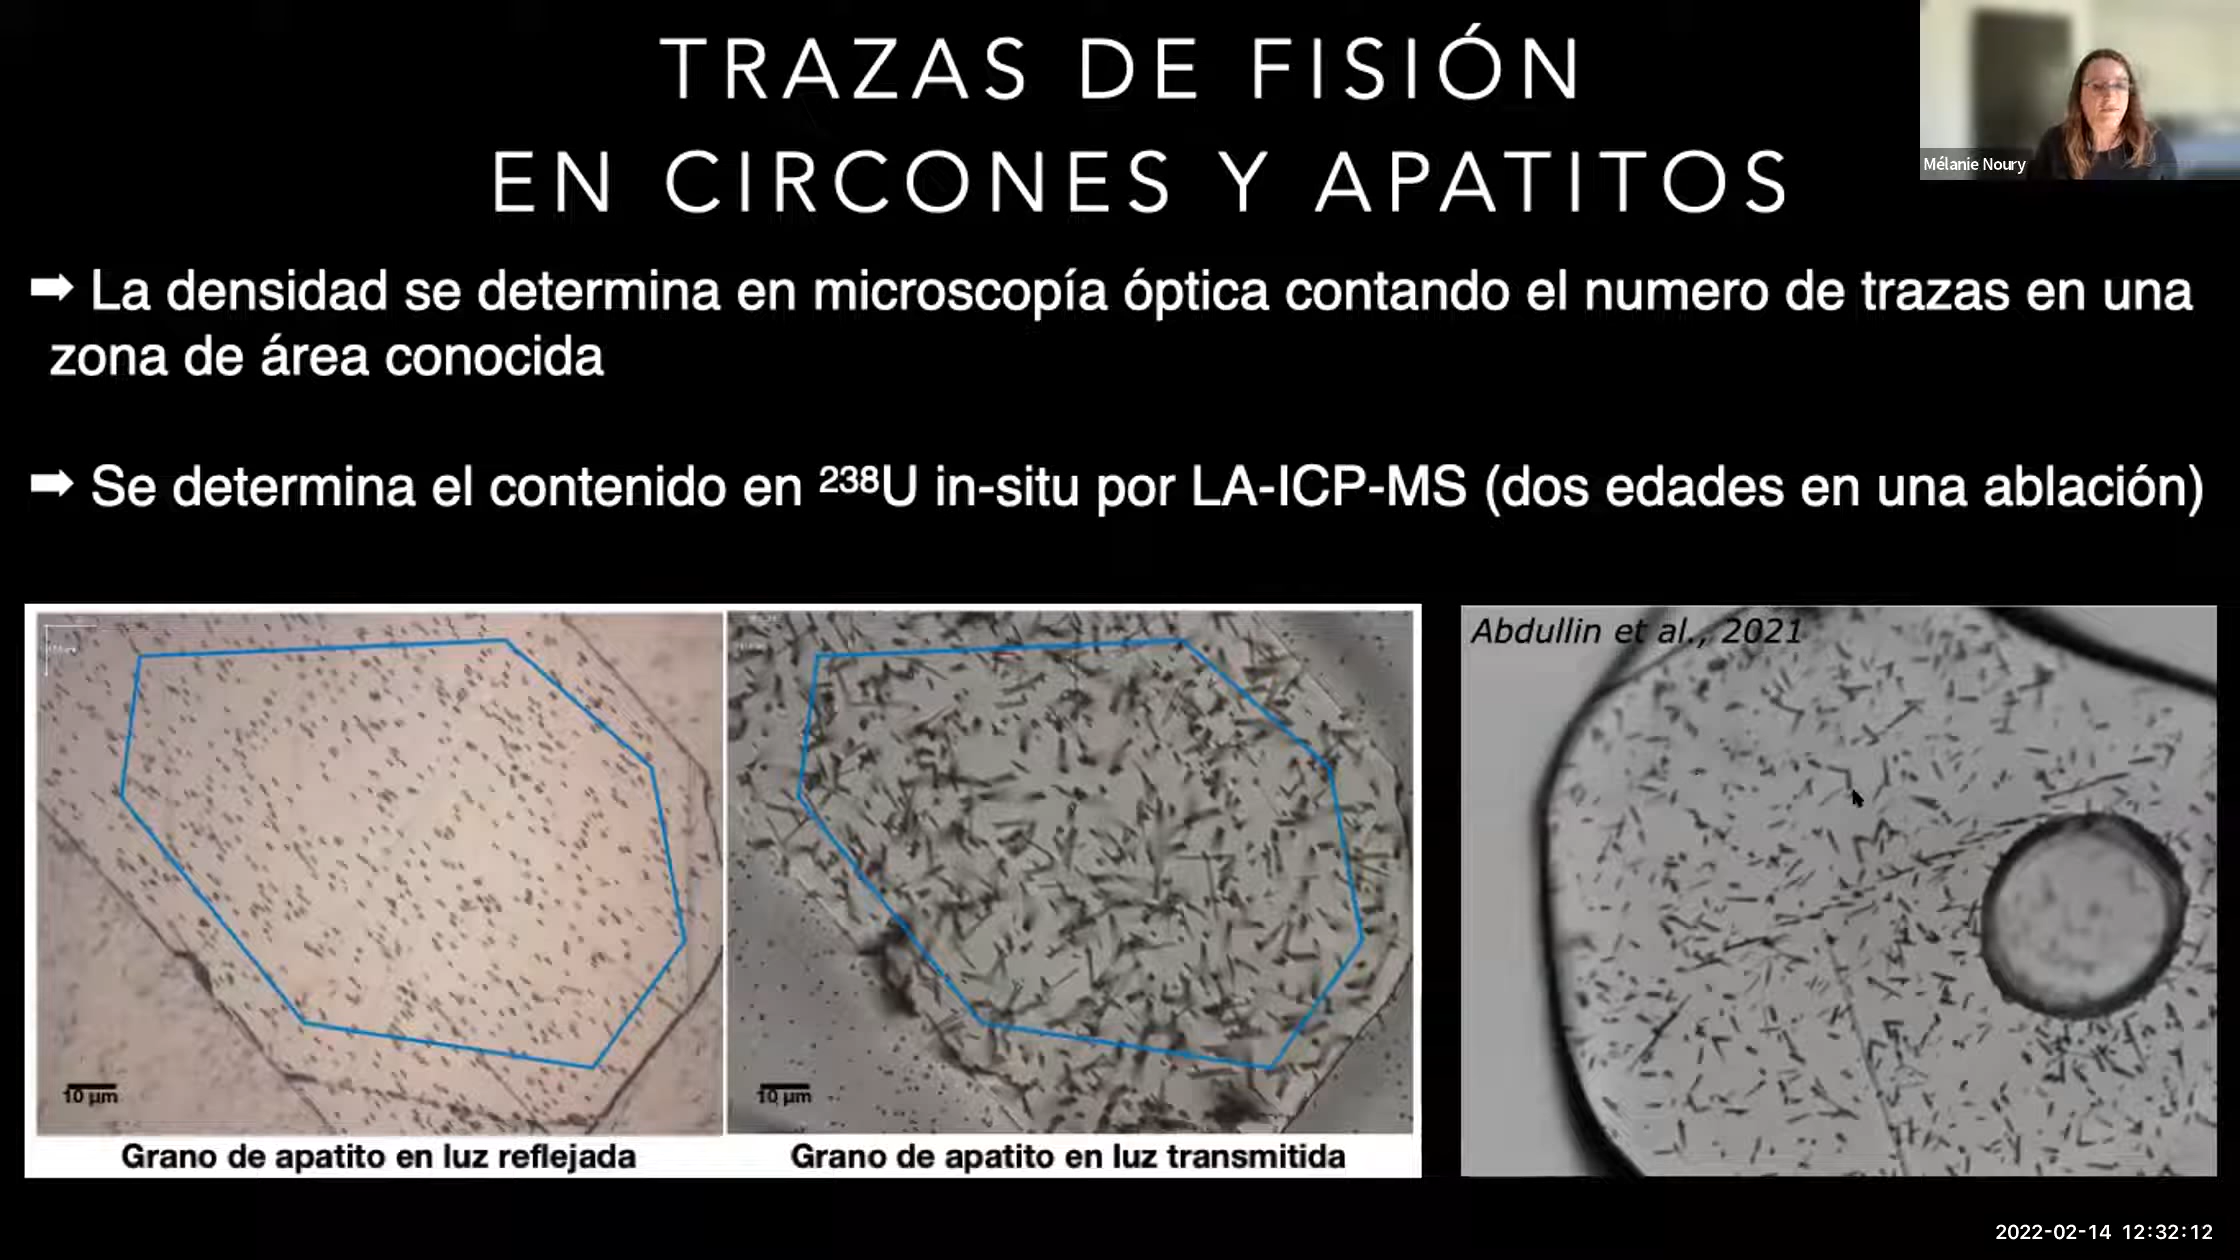 TRAZAS DE FISIÓN
EN CIRCONES Y APATITOS
Mélanie Noury
➡ La densidad se determina en microscopía óptica contando el numero de trazas en una
zona de área conocida
➡ Se determina el contenido en ²³⁸U in-situ por LA-ICP-MS (dos edades en una ablación)
Abdullin et al., 2021
10 µm
10 µm
Grano de apatito en luz reflejada
Grano de apatito en luz transmitida
2022-02-14 12:32:12